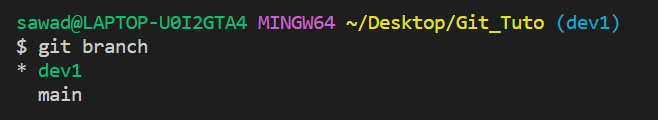 sawad@LAPTOP-U0I2GTA4 MINGW64 ~/Desktop/Git_Tuto (dev1)
$ git branch
* dev1
  main